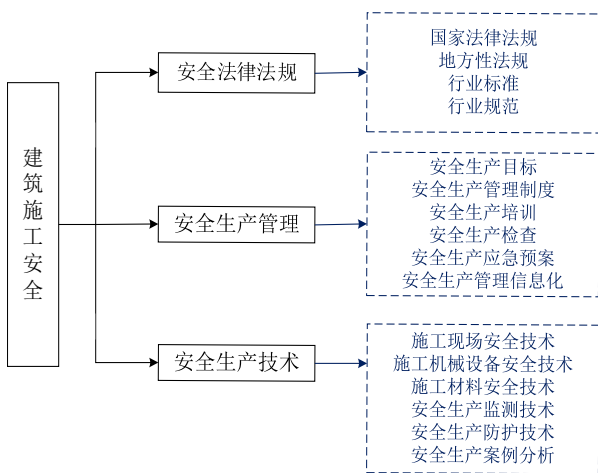 建筑施工安全
安全法律法规
国家法律法规
地方性法规
行业标准
行业规范
安全生产管理
安全生产目标
安全生产管理制度
安全生产培训
安全生产检查
安全生产应急预案
安全生产管理信息化
安全生产技术
施工现场安全技术
施工机械设备安全技术
施工材料安全技术
安全生产监测技术
安全生产防护技术
安全生产案例分析